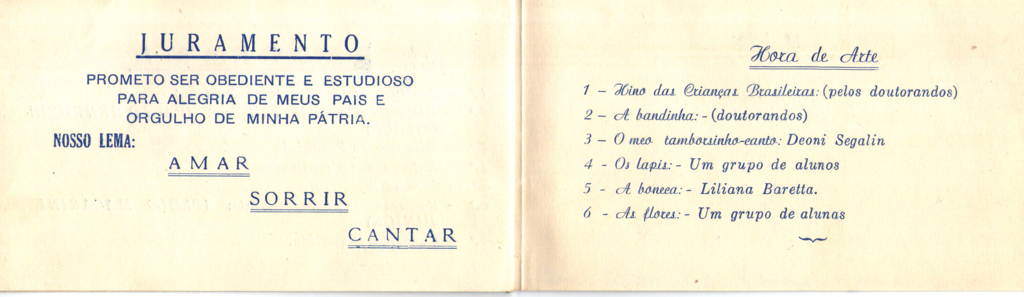 JURAMENTO
PROMETO SER OBEDIENTE E ESTUDIOSO
PARA ALEGRIA DE MEUS PAIS E
ORGULHO DE MINHA PÁTRIA.
NOSSO LEMA:
AMAR
SORRIR
CANTAR
Hora de Arte
1 – Hino das Crianças Brasileiras: (pelos doutorandos)
2 – A bandinha: - (doutorandos)
3 – O meo tamborsinho-canto: Deoni Segalin
4 - Os lapis: - Um grupo de alunos
5 - A boneca: - Liliana Baretta.
6 - As flores: - Um grupo de alunas